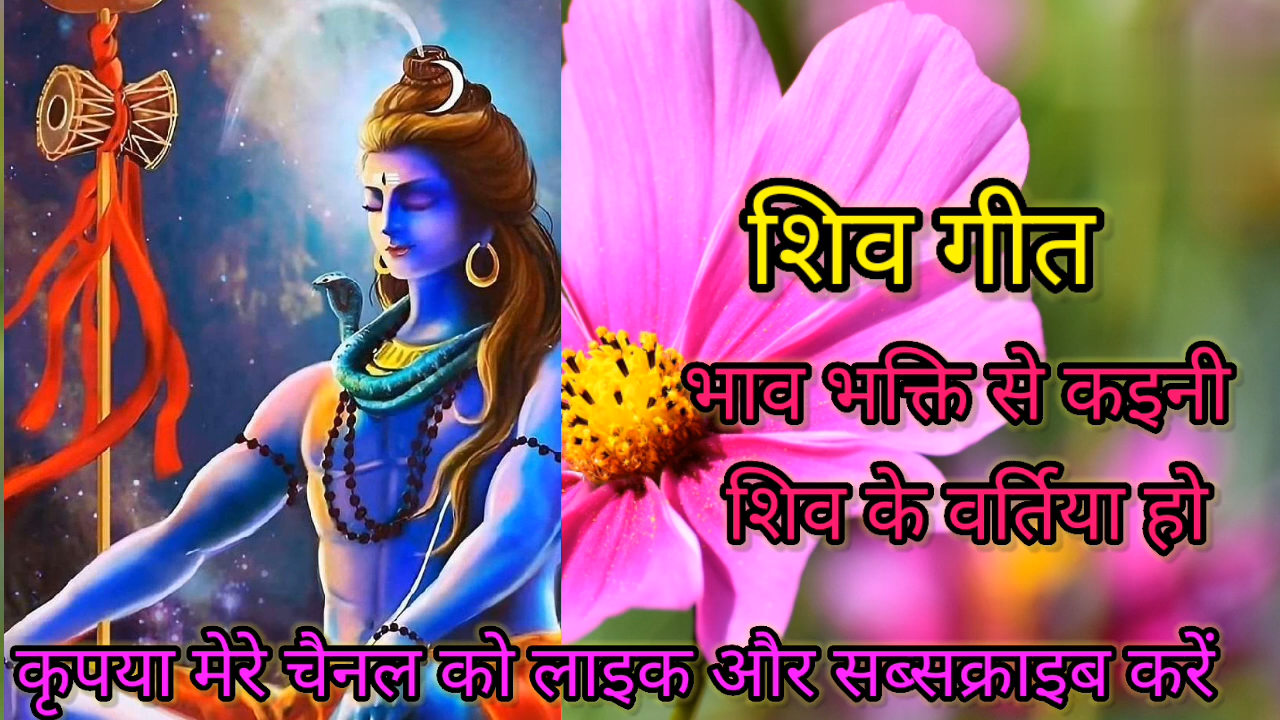 शिव गीत
भाव भक्ति से कइनी
शिव के वर्तिया हो
कृपया मेरे चैनल को लाइक और सब्सक्राइब करें